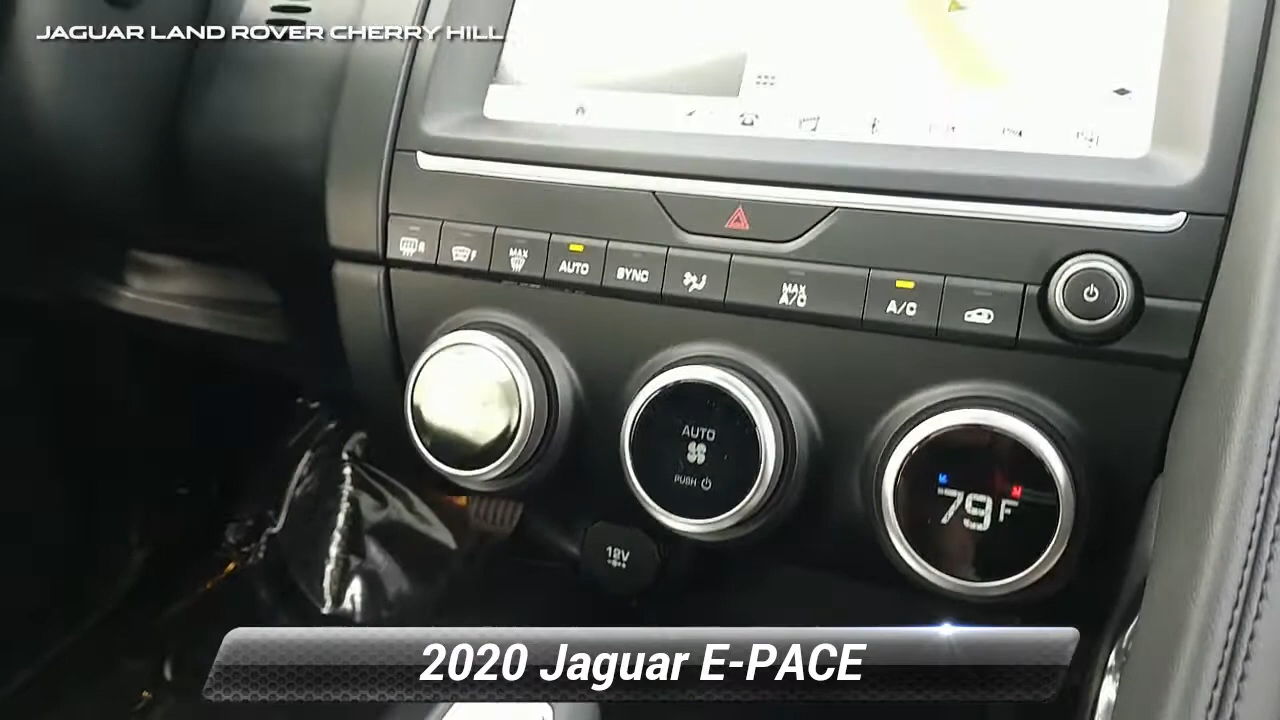 JAGUAR LAND ROVER CHERRY HILL
R F MAX AUTO SYNC MAX A/C A/C
AUTO
PUSH
79 F
12V
2020 Jaguar E-PACE